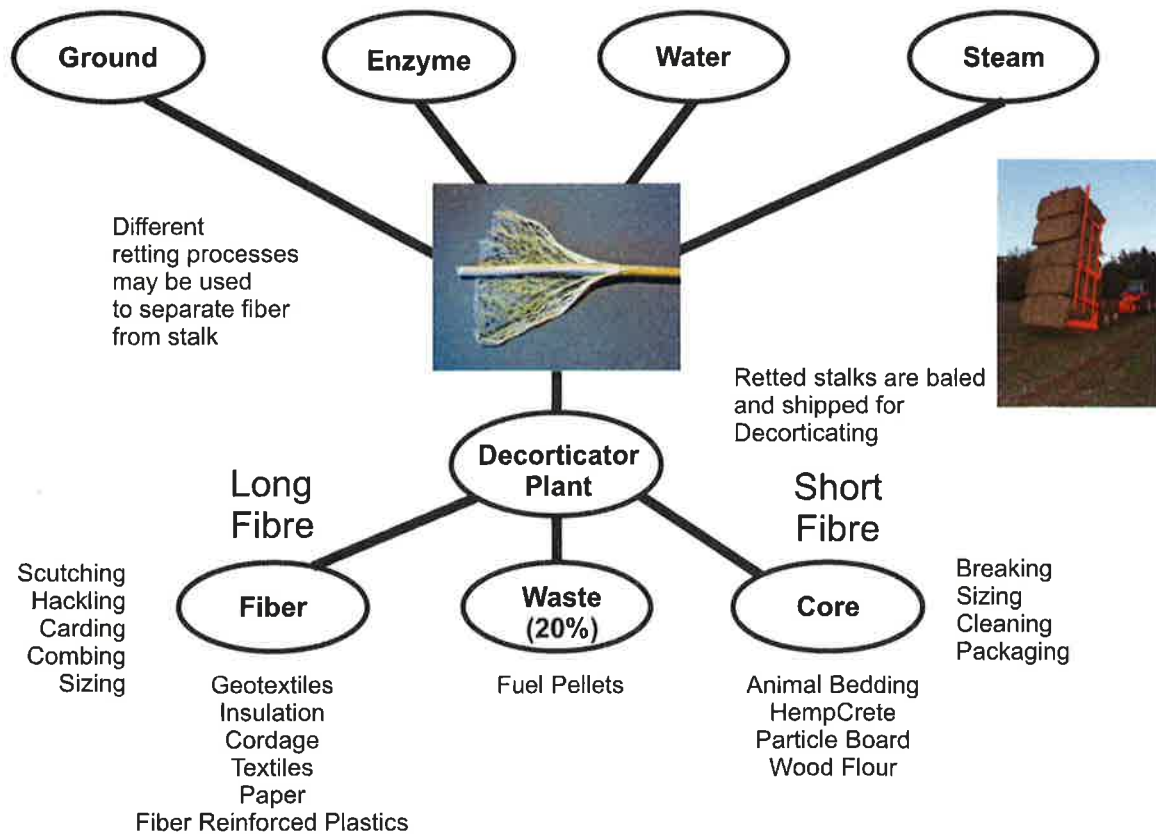 Ground
Enzyme
Water
Steam
Different
retting processes
may be used
to separate fiber
from stalk
Retted stalks are baled
and shipped for
Decorticating
Decorticator
Plant
Long
Fibre
Short
Fibre
Scutching
Hackling
Carding
Combing
Sizing
Fiber
Waste
(20%)
Core
Breaking
Sizing
Cleaning
Packaging
Geotextiles
Insulation
Cordage
Textiles
Paper
Fiber Reinforced Plastics
Fuel Pellets
Animal Bedding
HempCrete
Particle Board
Wood Flour